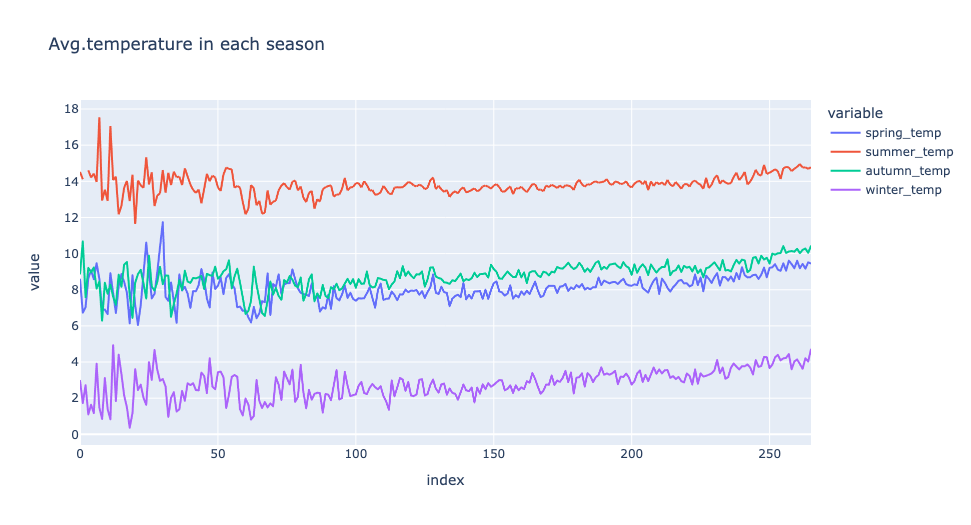 Avg.temperature in each season
variable
spring_temp
summer_temp
autumn_temp
winter_temp
value
18
16
14
12
10
8
6
4
2
0
0 50 100 150 200 250
index